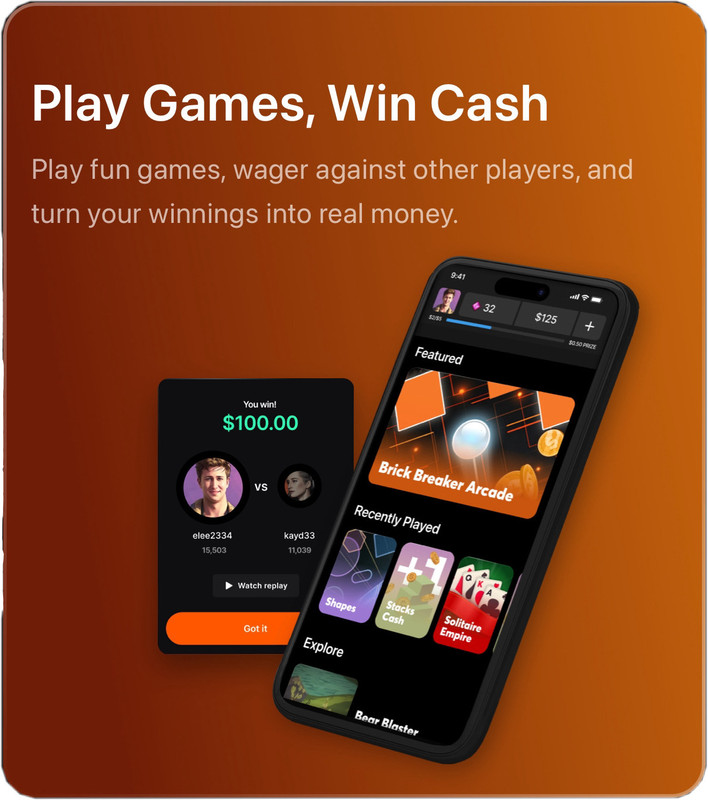 Play Games, Win Cash
Play fun games, wager against other players, and
turn your winnings into real money.
9:41
32
$125
+
$2/$5
$0.50 PRIZE
Featured
Brick Breaker Arcade
Recently Played
Shapes
+1
Stacks
Cash
Q K A
Solitaire
Empire
Explore
Bear Blaster
You win!
$100.00
VS
elee2334
kayd33
15,503
11,039
Watch replay
Got it